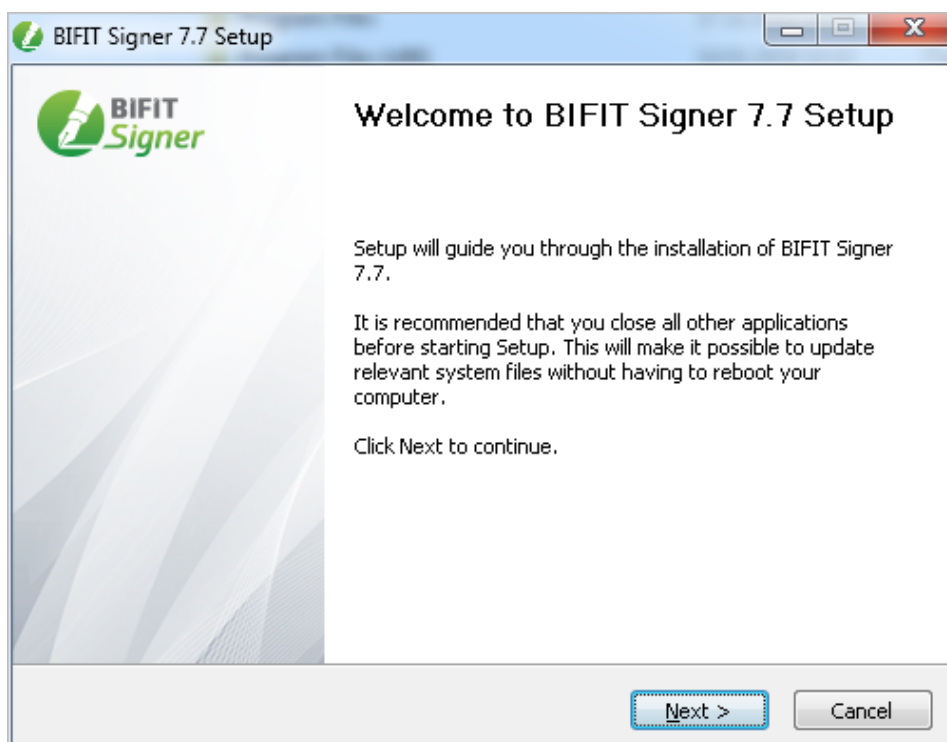 BIFIT Signer 7.7 Setup
BIFIT
Signer
Welcome to BIFIT Signer 7.7 Setup
Setup will guide you through the installation of BIFIT Signer
7.7.
It is recommended that you close all other applications
before starting Setup. This will make it possible to update
relevant system files without having to reboot your
computer.
Click Next to continue.
Next >
Cancel